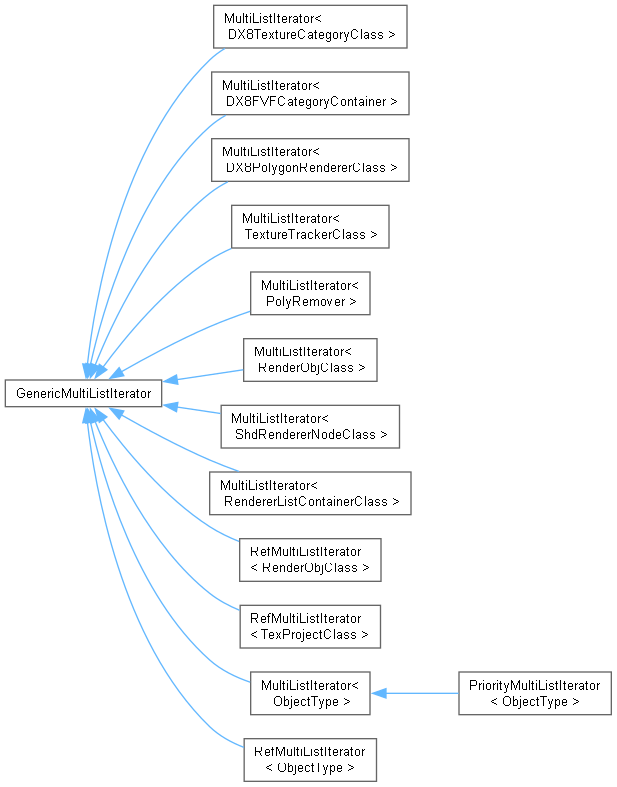 MultiListIterator<
DX8TextureCategoryClass >
MultiListIterator<
DX8FVFCategoryContainer >
MultiListIterator<
DX8PolygonRendererClass >
MultiListIterator<
TextureTrackerClass >
MultiListIterator<
PolyRemover >
MultiListIterator<
RenderObjClass >
GenericMultiListIterator
MultiListIterator<
ShdRendererNodeClass >
MultiListIterator<
RendererListContainerClass >
RefMultiListIterator
< RenderObjClass >
RefMultiListIterator
< TexProjectClass >
MultiListIterator<
ObjectType >
PriorityMultiListIterator
< ObjectType >
RefMultiListIterator
< ObjectType >